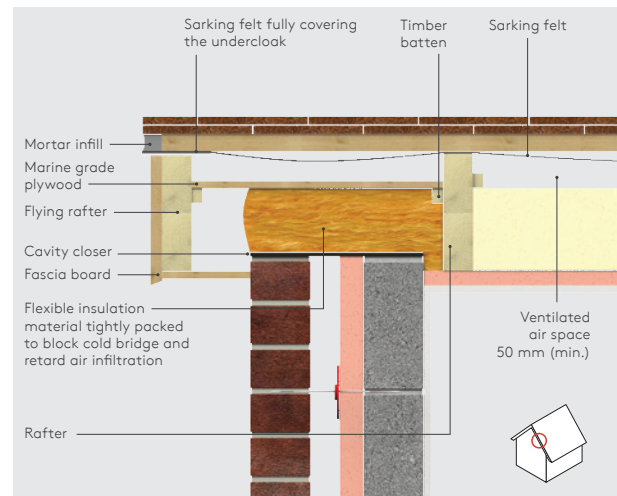 Sarking felt fully covering
the undercloak
Timber
batten
Sarking felt
Mortar infill
Marine grade
plywood
Flying rafter
Cavity closer
Fascia board
Flexible insulation
material tightly packed
to block cold bridge and
retard air infiltration
Rafter
Ventilated
air space
50 mm (min.)